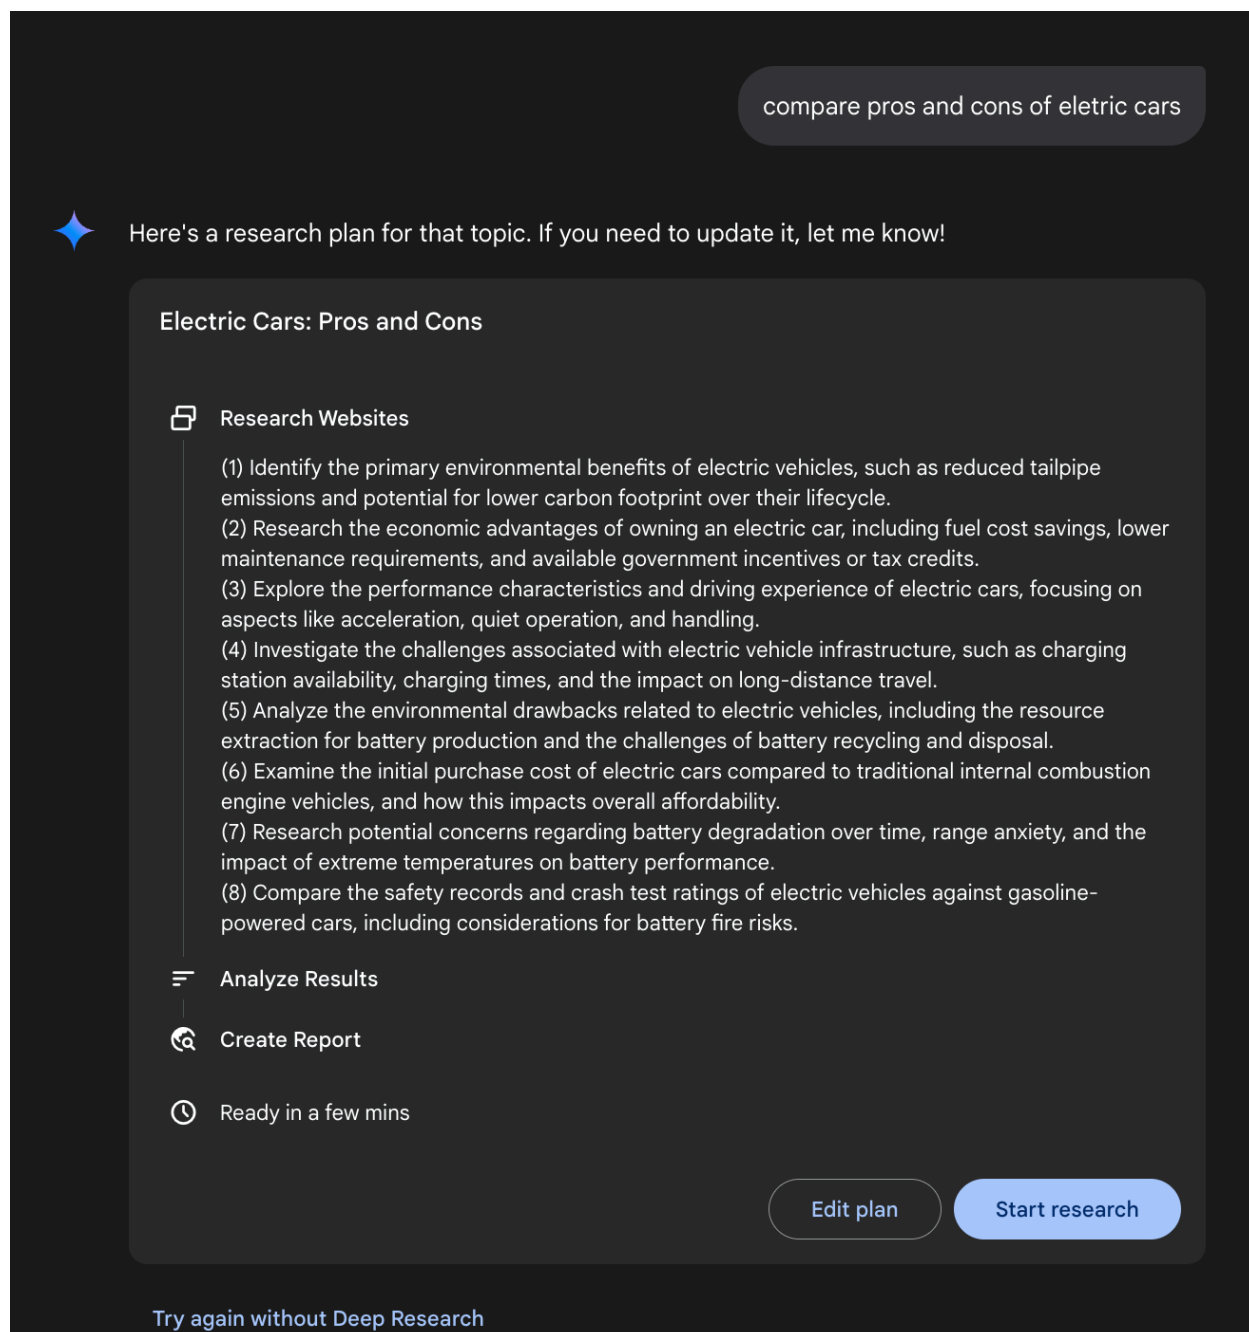 compare pros and cons of eletric cars
Here's a research plan for that topic. If you need to update it, let me know!
Electric Cars: Pros and Cons
Research Websites
(1) Identify the primary environmental benefits of electric vehicles, such as reduced tailpipe
emissions and potential for lower carbon footprint over their lifecycle.
(2) Research the economic advantages of owning an electric car, including fuel cost savings, lower
maintenance requirements, and available government incentives or tax credits.
(3) Explore the performance characteristics and driving experience of electric cars, focusing on
aspects like acceleration, quiet operation, and handling.
(4) Investigate the challenges associated with electric vehicle infrastructure, such as charging
station availability, charging times, and the impact on long-distance travel.
(5) Analyze the environmental drawbacks related to electric vehicles, including the resource
extraction for battery production and the challenges of battery recycling and disposal.
(6) Examine the initial purchase cost of electric cars compared to traditional internal combustion
engine vehicles, and how this impacts overall affordability.
(7) Research potential concerns regarding battery degradation over time, range anxiety, and the
impact of extreme temperatures on battery performance.
(8) Compare the safety records and crash test ratings of electric vehicles against gasoline-
powered cars, including considerations for battery fire risks.
Analyze Results
Create Report
Ready in a few mins
Edit plan
Start research
Try again without Deep Research